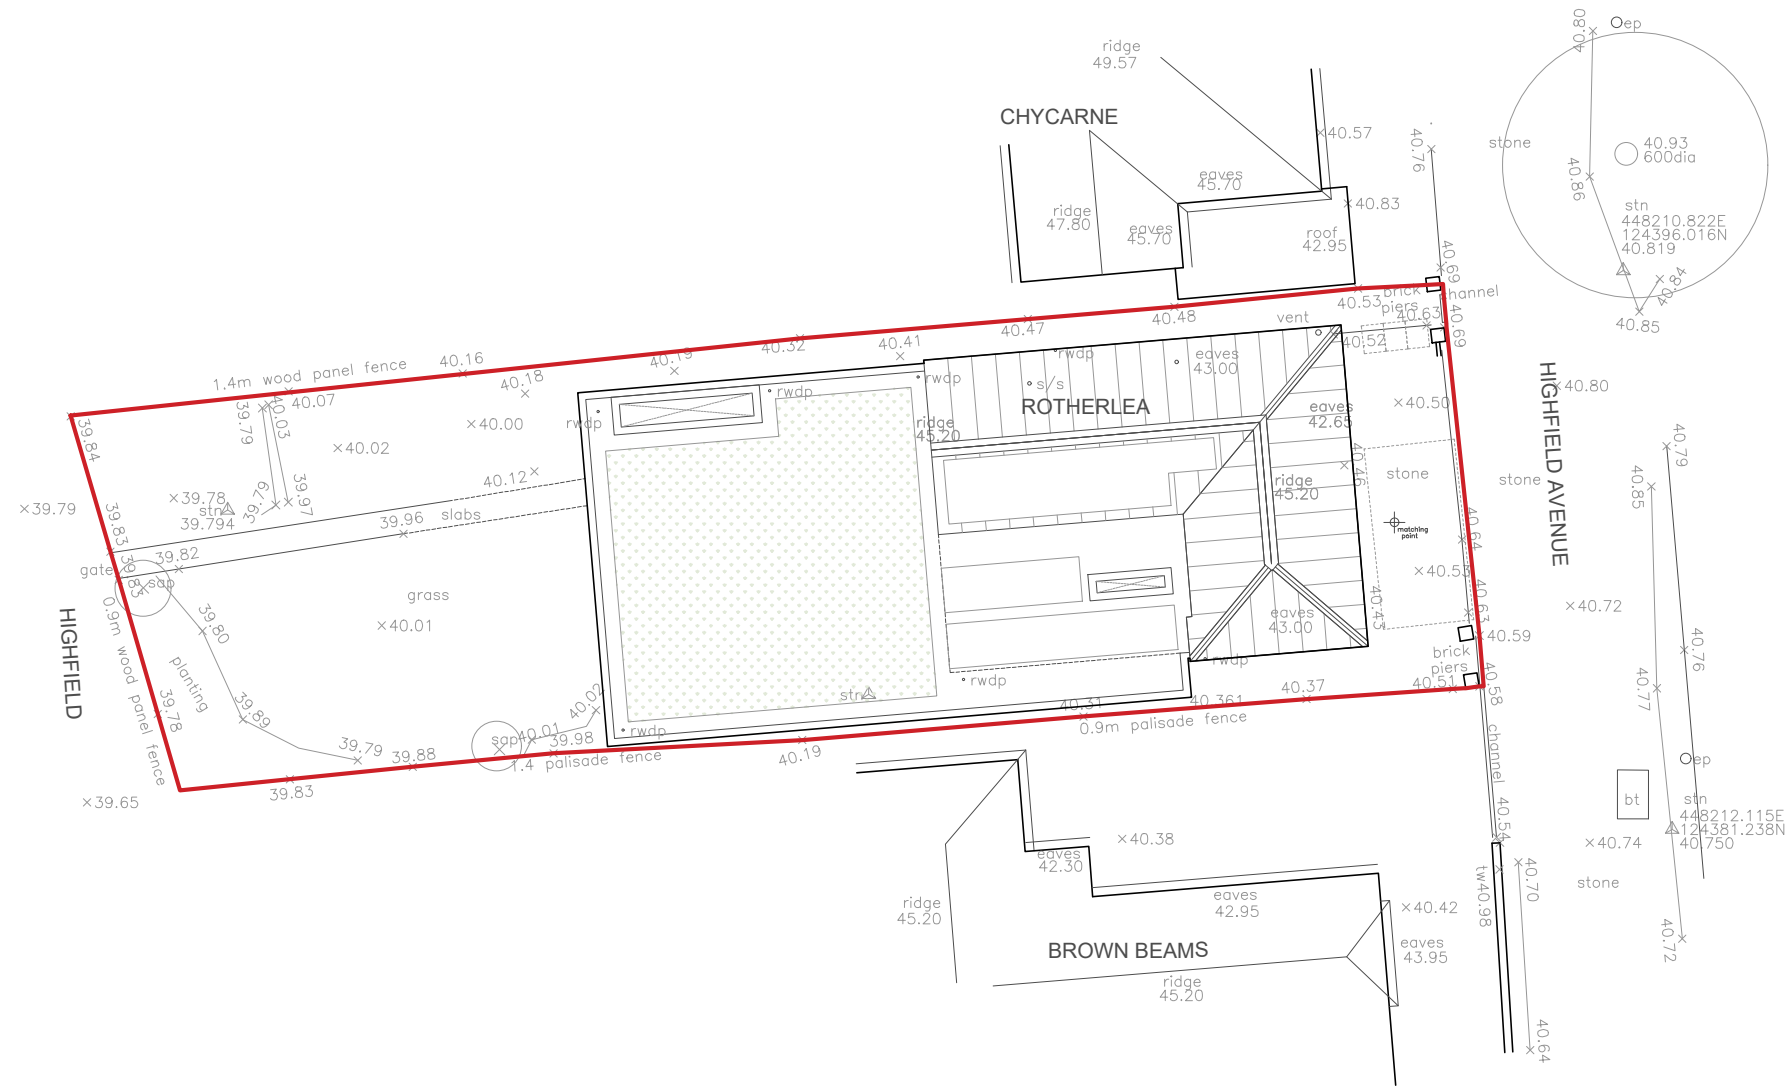 40.80
ep
ridge
49.57
CHYCARNE
×40.57
40.76
stone
40.93
600dia
40.86
eaves
45.70
ridge
47.80
eaves
45.70
×40.83
roof
42.95
stn
448210.822E
124396.016N
40.819
40.84
40.85
40.69
brick
piers
channel
40.53
40.63
40.69
40.48
vent
40.52
40.47
40.32
40.41
40.19
40.16
40.18
1.4m wood panel fence
40.07
40.03
39.79
39.84
×40.02
×40.00
rwdp
rwdp
rwdp
rwdp
s/s
eaves
43.00
ROTHERLEA
ridge
45.20
eaves
42.65
×40.50
×40.80
HIGHFIELD AVENUE
40.79
40.85
40.46
stone
stone
ridge
45.20
matching
point
40.64
×40.53
40.63
40.43
×40.72
40.12
39.97
39.79
×39.78
stn
39.794
×39.79
39.83
39.96
slabs
39.82
gate
39.83
sap
grass
×40.01
39.80
planting
39.89
0.9m wood panel fence
39.78
HIGHFIELD
×39.65
39.83
39.79
39.88
sap
40.01
39.98
40.02
1.4 palisade fence
rwdp
40.19
stn
rwdp
40.31
0.9m palisade fence
40.361
40.37
rwdp
eaves
43.00
×40.59
brick
piers
40.51
40.58
channel
40.76
40.77
ep
bt
stn
448212.115E
124381.238N
40.750
×40.74
stone
40.54
tw40.98
40.70
40.72
40.64
×40.38
eaves
42.30
ridge
45.20
eaves
42.95
×40.42
eaves
43.95
BROWN BEAMS
ridge
45.20